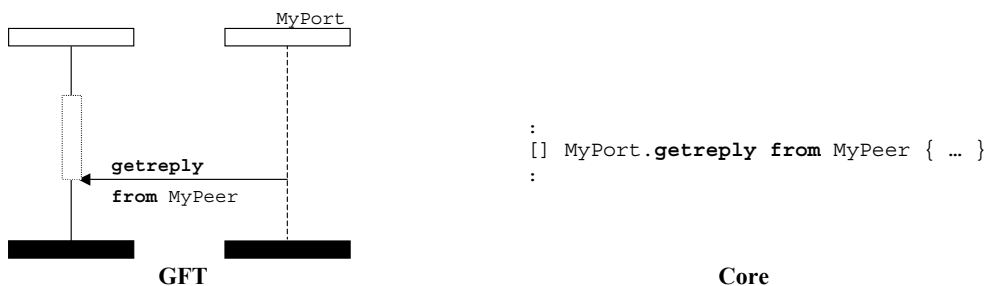 MyPort
getreply
from MyPeer
GFT
:
[] MyPort.getreply from MyPeer { … }
:
Core